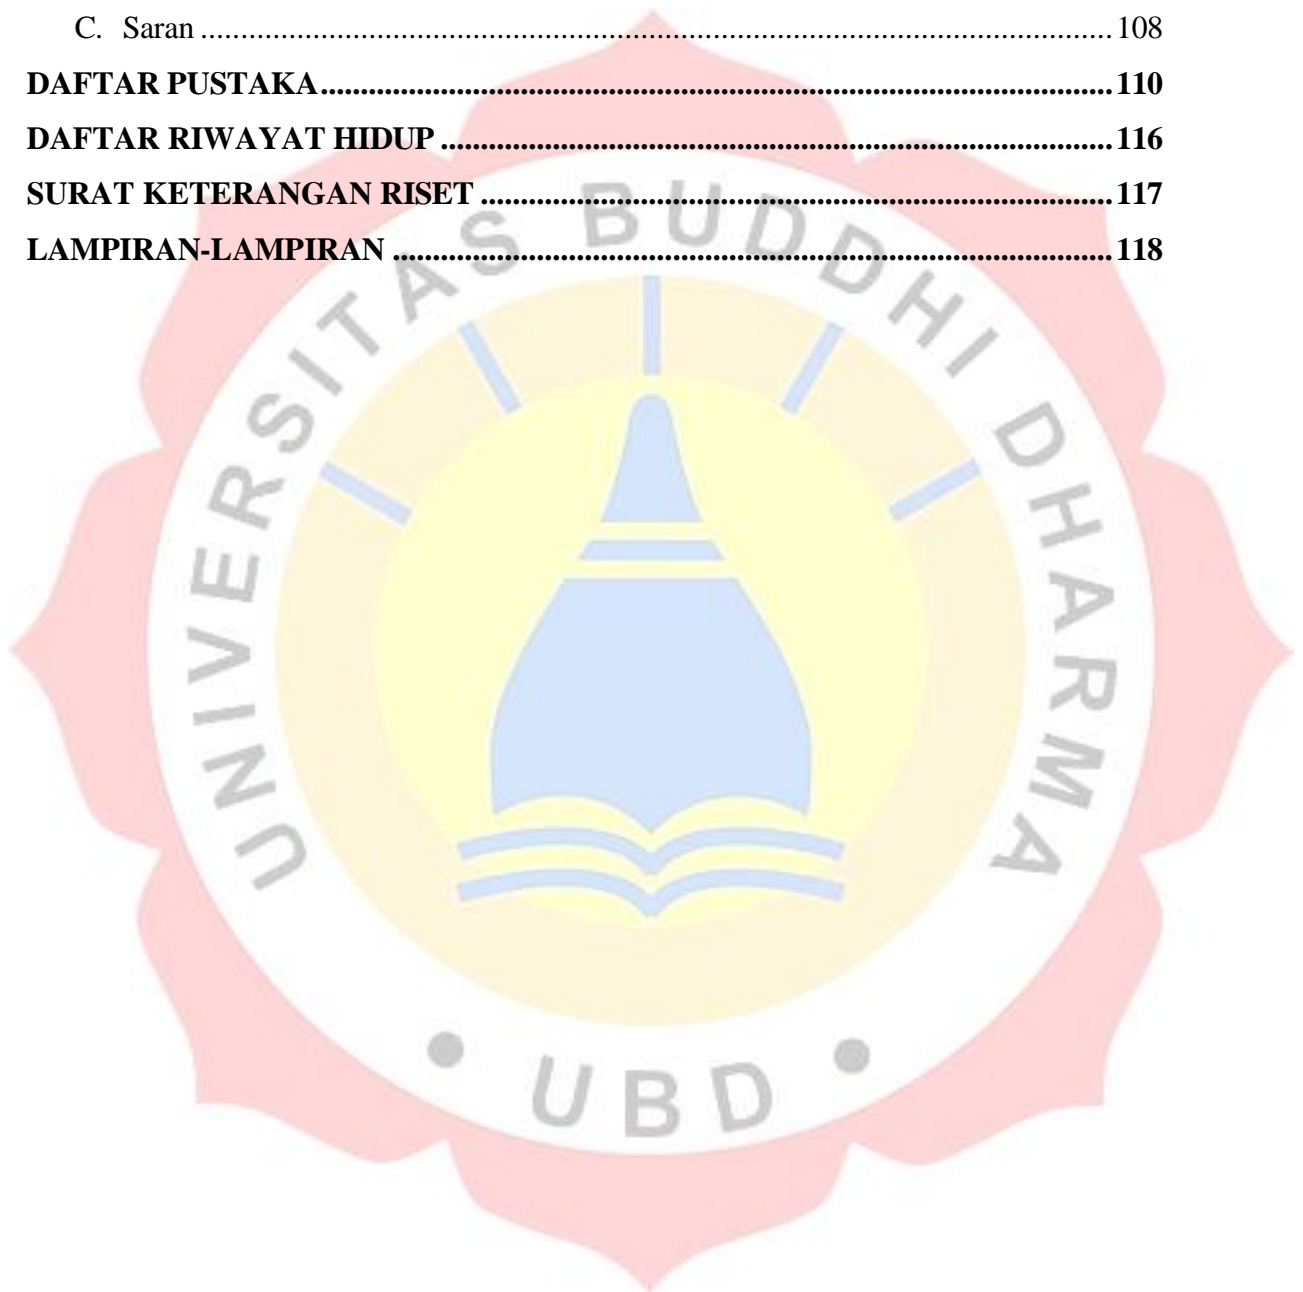 C. Saran ........................................................................................................ 108
DAFTAR PUSTAKA ........................................................................................ 110
DAFTAR RIWAYAT HIDUP ........................................................................... 116
SURAT KETERANGAN RISET ...................................................................... 117
LAMPIRAN-LAMPIRAN ................................................................................ 118
UNIVERSITAS BUDDHI DHARMA
• UBD •